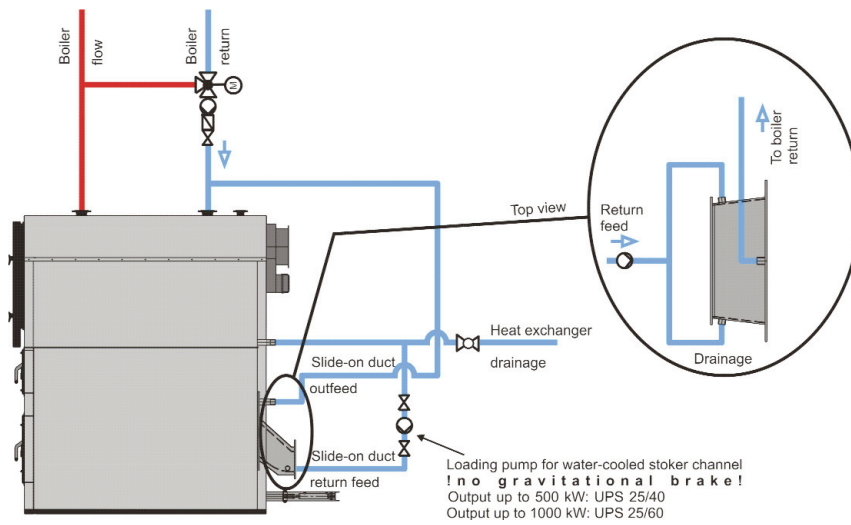 Boiler
flow
Boiler
return
M
Top view
To boiler
return
Return
feed
Drainage
Heat exchanger
drainage
Slide-on duct
outfeed
Slide-on duct
return feed
Loading pump for water-cooled stoker channel
!no gravitational brake!
Output up to 500 kW: UPS 25/40
Output up to 1000 kW: UPS 25/60